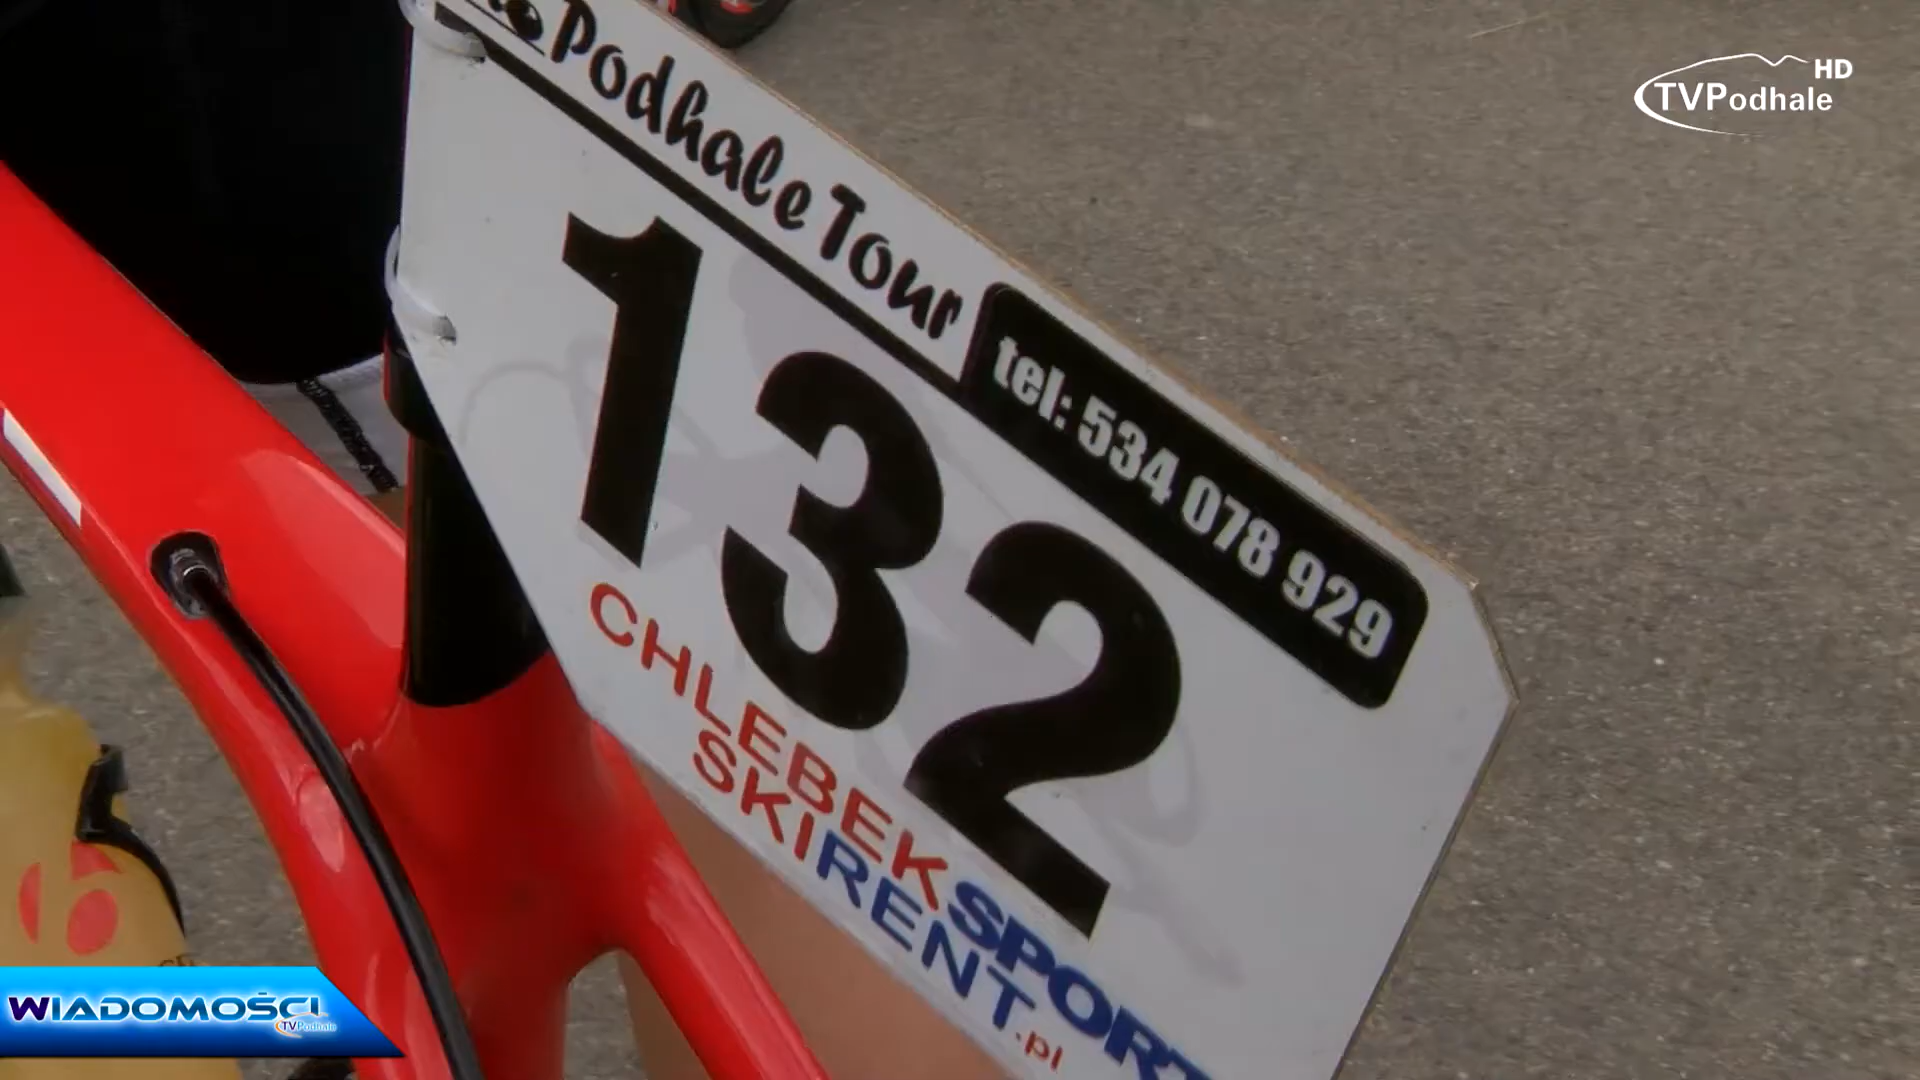 Podhale Tour
tel: 534 078 929
132
CHLEBEKSPORT
SKIRENT.pl
HD
TVPodhale
WIADOMOŚCI
TVPodhale